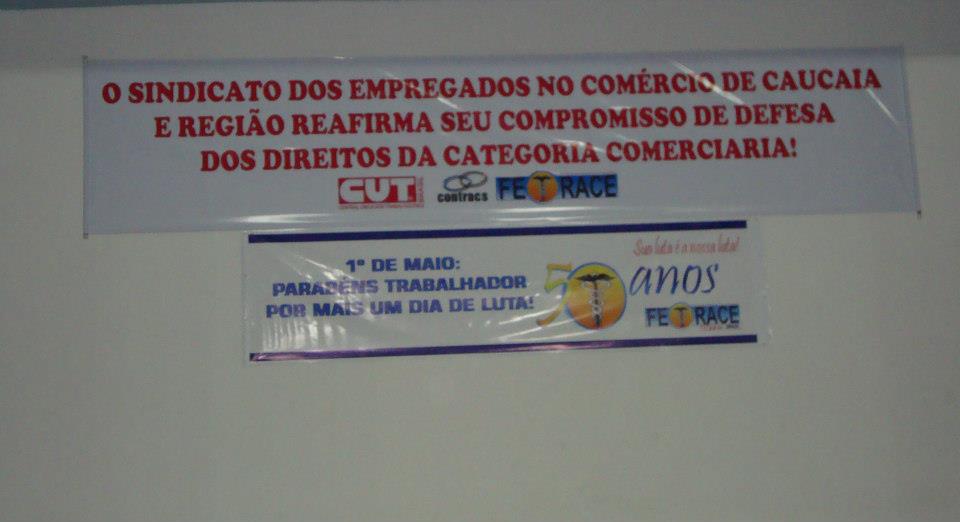 O SINDICATO DOS EMPREGADOS NO COMÉRCIO DE CAUCAIA
E REGIÃO REAFIRMA SEU COMPROMISSO DE DEFESA
DOS DIREITOS DA CATEGORIA COMERCIARIA!
CUT contracs FETRACE
1º DE MAIO:
PARABÉNS TRABALHADOR
POR MAIS UM DIA DE LUTA!
Sua luta é a nossa luta!
50 anos
FETRACE